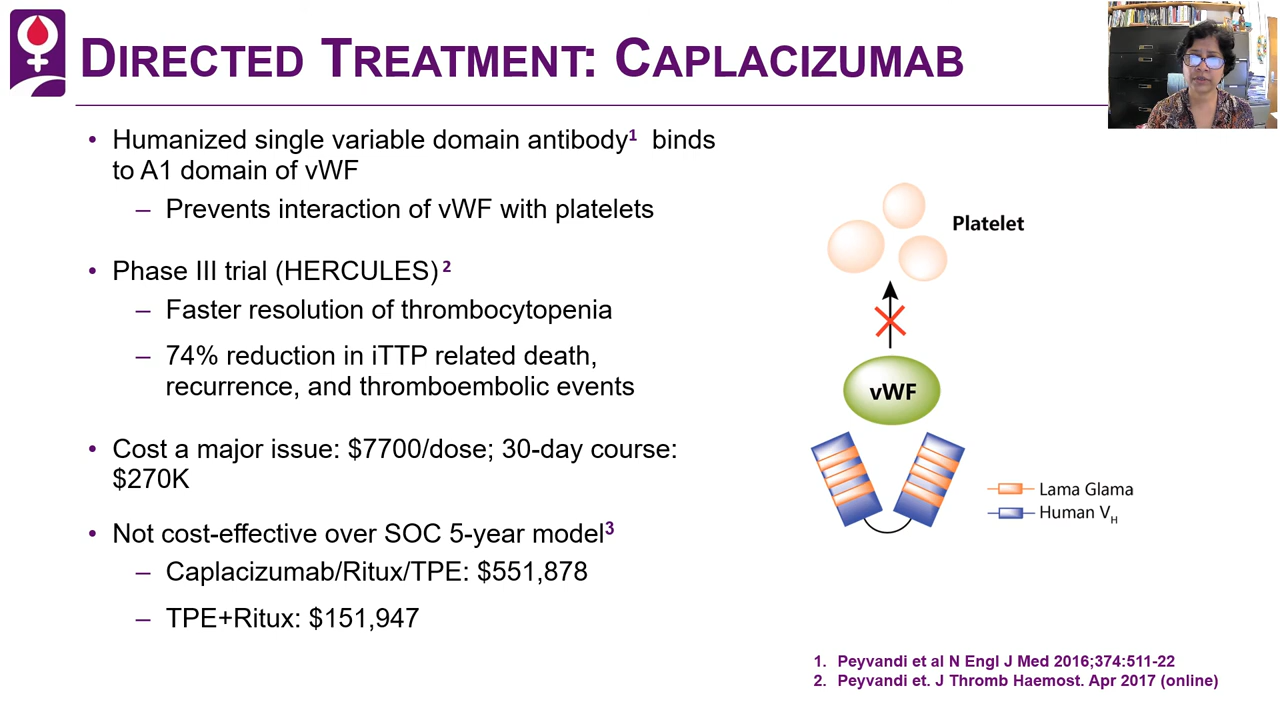 DIRECTED TREATMENT: CAPLACIZUMAB
• Humanized single variable domain antibody1 binds
to A1 domain of vWF
– Prevents interaction of vWF with platelets
• Phase III trial (HERCULES) 2
– Faster resolution of thrombocytopenia
– 74% reduction in iTTP related death,
recurrence, and thromboembolic events
• Cost a major issue: $7700/dose; 30-day course:
$270K
• Not cost-effective over SOC 5-year model3
– Caplacizumab/Ritux/TPE: $551,878
– TPE+Ritux: $151,947
Platelet
vWF
Lama Glama
Human VH
1. Peyvandi et al N Engl J Med 2016;374:511-22
2. Peyvandi et. J Thromb Haemost. Apr 2017 (online)